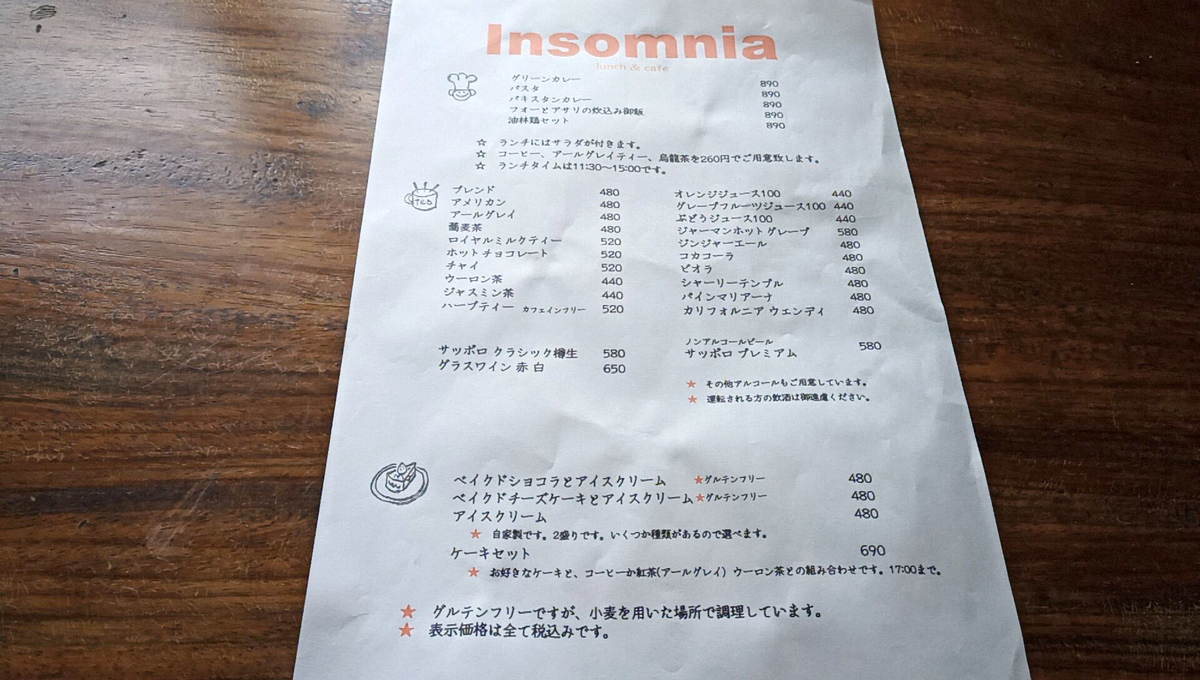 Insomnia
lunch & cafe
グリーンカレー 890
パスタ 890
パキスタンカレー 890
フォーとアサリの炊込み御飯 890
油林鶏セット 890
☆ ランチにはサラダが付きます。
☆ コーヒー、アールグレイティー、烏龍茶を260円でご用意致します。
☆ ランチタイムは11:30～15:00です。
ブレンド 480
アメリカン 480
アールグレイ 480
蕎麦茶 480
ロイヤルミルクティー 520
ホットチョコレート 520
チャイ 520
ウーロン茶 440
ジャスミン茶 440
ハーブティー カフェインフリー 520
オレンジジュース100 440
グレープフルーツジュース100 440
ぶどうジュース100 440
ジャーマンホットグレープ 580
ジンジャーエール 480
コカコーラ 480
ビオラ 480
シャーリーテンプル 480
パインマリアーナ 480
カリフォルニア ウェンディ 480
サッポロ クラシック樽生 580
グラスワイン 赤 白 650
ノンアルコールビール
サッポロ プレミアム 580
★ その他アルコールもご用意しています。
★ 運転される方の飲酒は御遠慮ください。
ベイクドショコラとアイスクリーム ★グルテンフリー 480
ベイクドチーズケーキとアイスクリーム★グルテンフリー 480
アイスクリーム 480
★ 自家製です。2盛りです。いくつか種類があるので選べます。
ケーキセット 690
★ お好きなケーキと、コーヒーか紅茶(アールグレイ) ウーロン茶との組み合わせです。17:00まで。
★ グルテンフリーですが、小麦を用いた場所で調理しています。
★ 表示価格は全て税込みです。